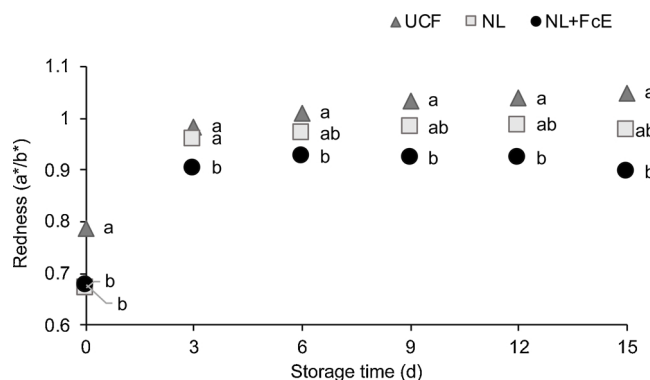 UCF NL NL+FcE
1.1
1
0.9
0.8
0.7
0.6
Redness (a*/b*)
a
b
b
a
a
b
a
ab
b
a
ab
b
a
ab
b
a
ab
b
0 3 6 9 12 15
Storage time (d)